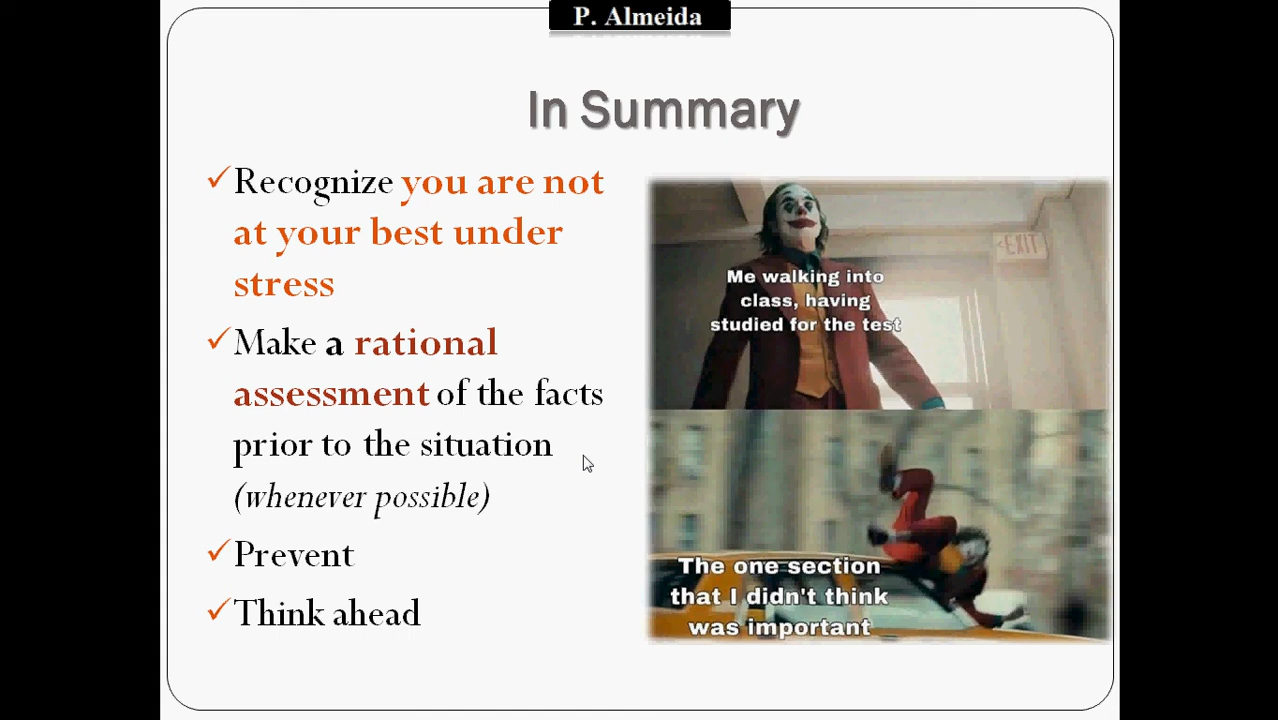 P. Almeida
In Summary
Recognize you are not
at your best under
stress
Make a rational
assessment of the facts
prior to the situation
(whenever possible)
Prevent
Think ahead
EXIT
Me walking into
class, having
studied for the test
The one section
that I didn't think
was important